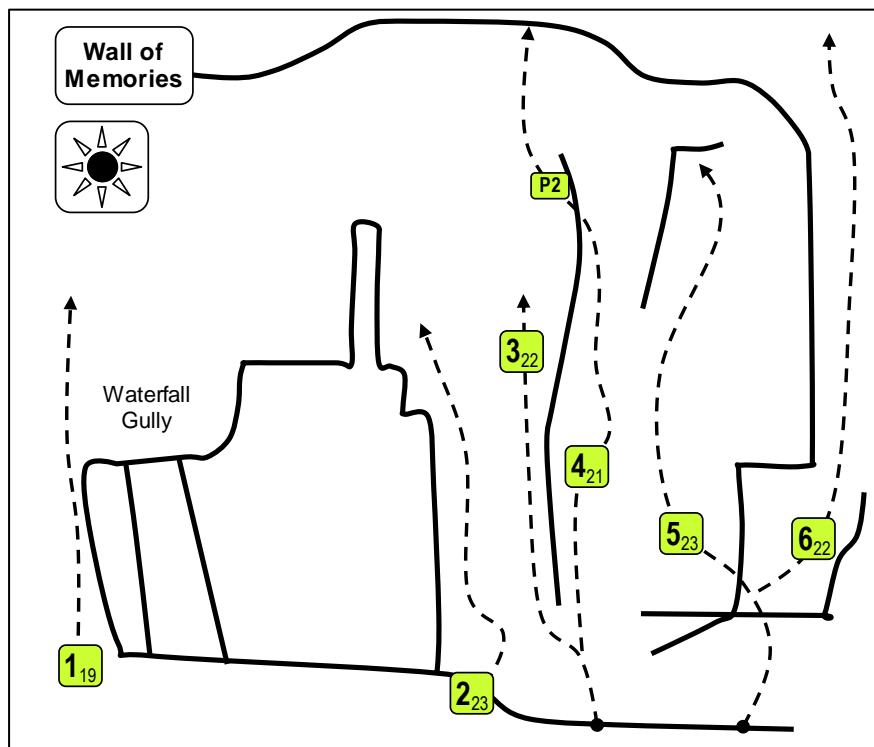 Wall of
Memories
P2
3₂₂
Waterfall
Gully
4₂₁
5₂₃
6₂₂
1₁₉
2₂₃